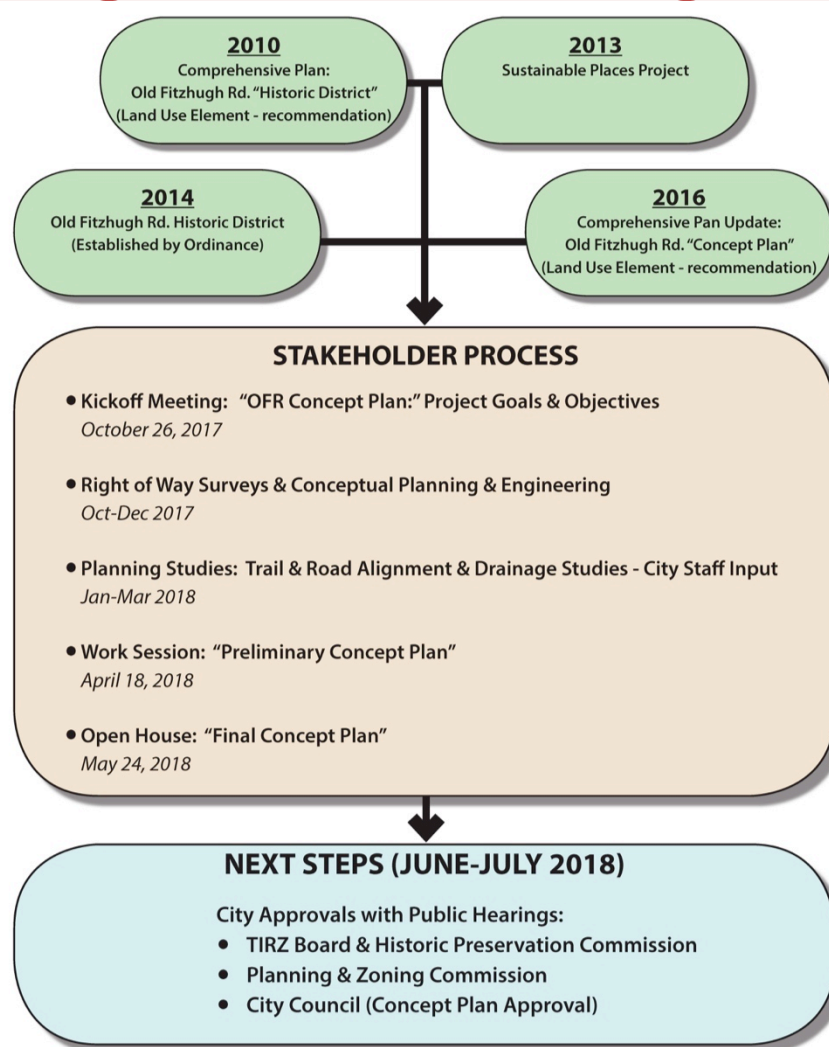 2010
Comprehensive Plan:
Old Fitzhugh Rd. “Historic District”
(Land Use Element - recommendation)
2013
Sustainable Places Project
2014
Old Fitzhugh Rd. Historic District
(Established by Ordinance)
2016
Comprehensive Pan Update:
Old Fitzhugh Rd. “Concept Plan”
(Land Use Element - recommendation)
STAKEHOLDER PROCESS
• Kickoff Meeting: “OFR Concept Plan:” Project Goals & Objectives
October 26, 2017
• Right of Way Surveys & Conceptual Planning & Engineering
Oct-Dec 2017
• Planning Studies: Trail & Road Alignment & Drainage Studies - City Staff Input
Jan-Mar 2018
• Work Session: “Preliminary Concept Plan”
April 18, 2018
• Open House: “Final Concept Plan”
May 24, 2018
NEXT STEPS (JUNE-JULY 2018)
City Approvals with Public Hearings:
• TIRZ Board & Historic Preservation Commission
• Planning & Zoning Commission
• City Council (Concept Plan Approval)